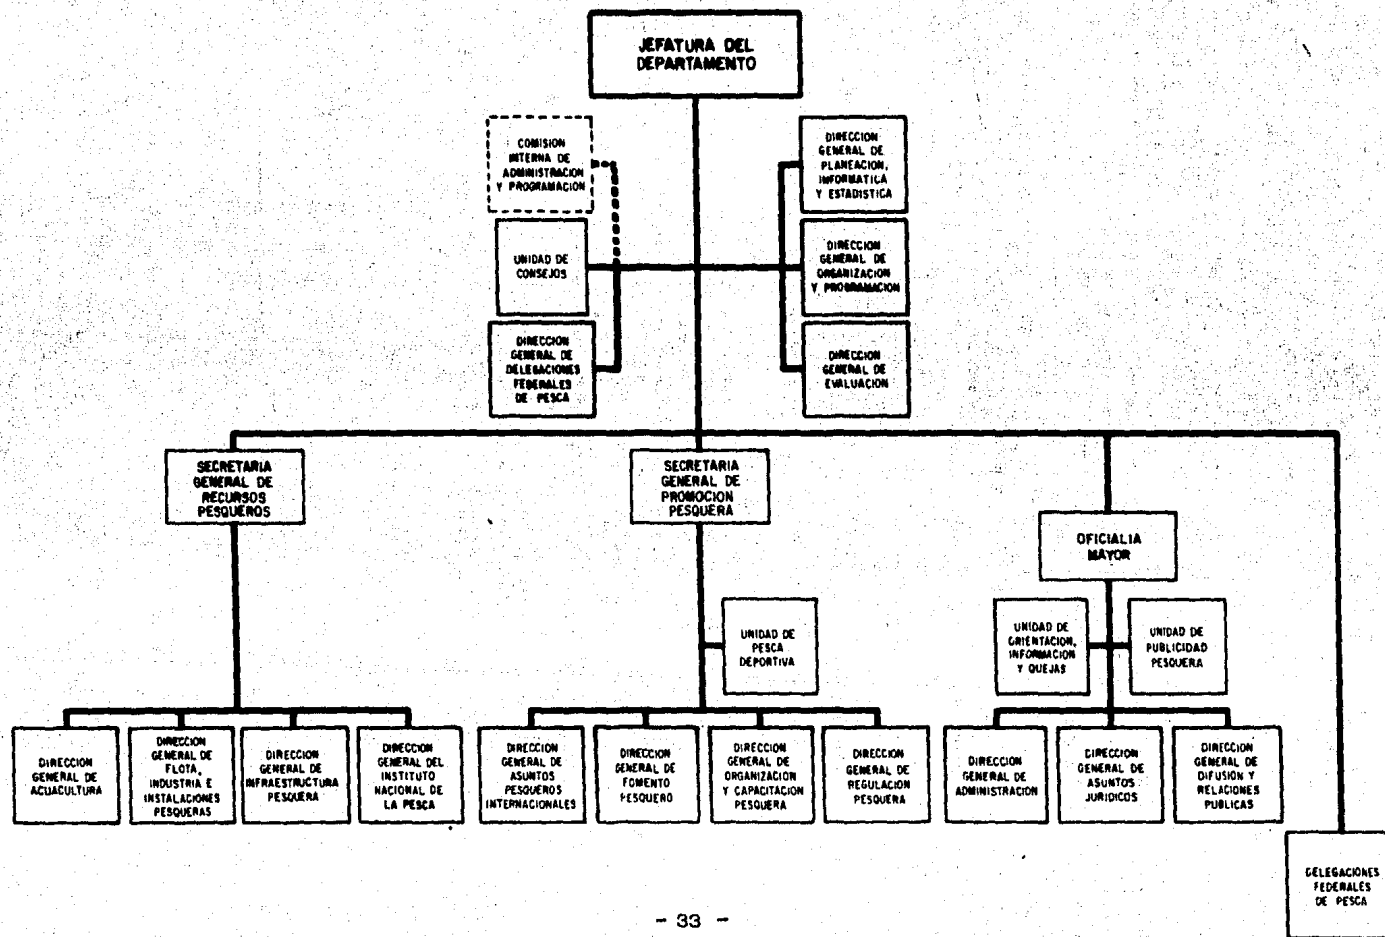 JEFATURA DEL
DEPARTAMENTO
COMISION
INTERNA DE
ADMINISTRACION
Y PROGRAMACION
DIRECCION
GENERAL DE
PLANEACION,
INFORMATICA
Y ESTADISTICA
UNIDAD DE
CONSEJOS
DIRECCION
GENERAL DE
ORGANIZACION
Y PROGRAMACION
DIRECCION
GENERAL DE
DELEGACIONES
FEDERALES
DE PESCA
DIRECCION
GENERAL DE
EVALUACION
SECRETARIA
GENERAL DE
RECURSOS
PESQUEROS
SECRETARIA
GENERAL DE
PROMOCION
PESQUERA
OFICIALIA
MAYOR
UNIDAD DE
PESCA
DEPORTIVA
UNIDAD DE
ORIENTACION,
INFORMACION
Y QUEJAS
UNIDAD DE
PUBLICIDAD
PESQUERA
DIRECCION
GENERAL DE
ACUACULTURA
DIRECCION
GENERAL DE
FLOTA,
INDUSTRIA E
INSTALACIONES
PESQUERAS
DIRECCION
GENERAL DE
INFRAESTRUCTURA
PESQUERA
DIRECCION
GENERAL DEL
INSTITUTO
NACIONAL DE
LA PESCA
DIRECCION
GENERAL DE
ASUNTOS
PESQUEROS
INTERNACIONALES
DIRECCION
GENERAL DE
FOMENTO
PESQUERO
DIRECCION
GENERAL DE
ORGANIZACION
Y CAPACITACION
PESQUERA
DIRECCION
GENERAL DE
REGULACION
PESQUERA
DIRECCION
GENERAL DE
ADMINISTRACION
DIRECCION
GENERAL DE
ASUNTOS
JURIDICOS
DIRECCION
GENERAL DE
DIFUSION Y
RELACIONES
PUBLICAS
DELEGACIONES
FEDERALES
DE PESCA
- 33 -